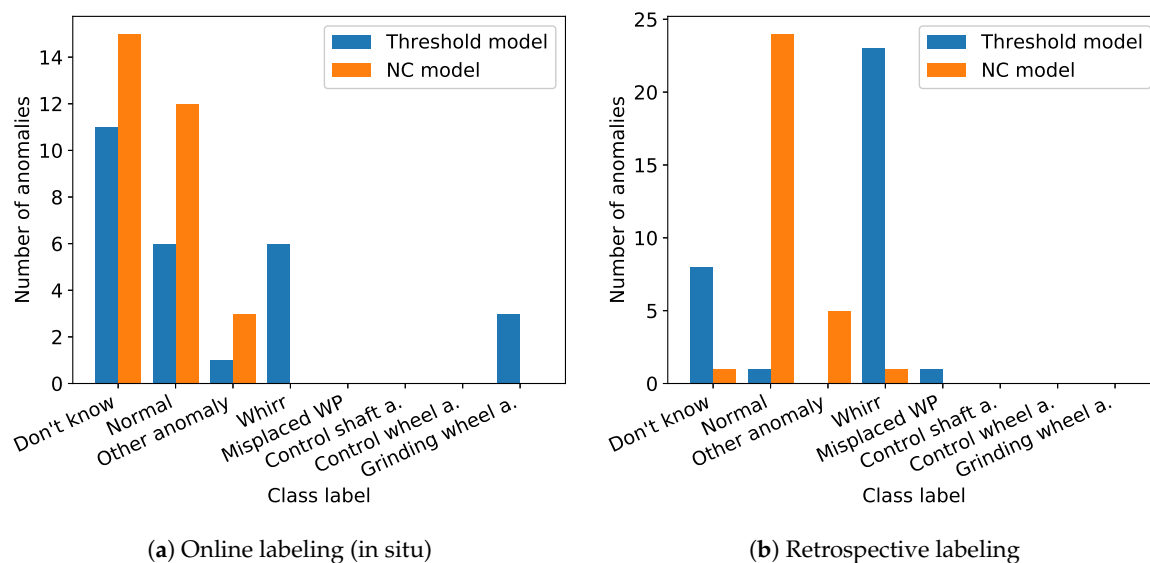 Threshold model
NC model
14
12
10
8
6
4
2
0
Number of anomalies
Don't know
Normal
Other anomaly
Whirr
Misplaced WP
Control shaft a.
Control wheel a.
Grinding wheel a.
Class label
(a) Online labeling (in situ)
Threshold model
NC model
25
20
15
10
5
0
Number of anomalies
Don't know
Normal
Other anomaly
Whirr
Misplaced WP
Control shaft a.
Control wheel a.
Grinding wheel a.
Class label
(b) Retrospective labeling